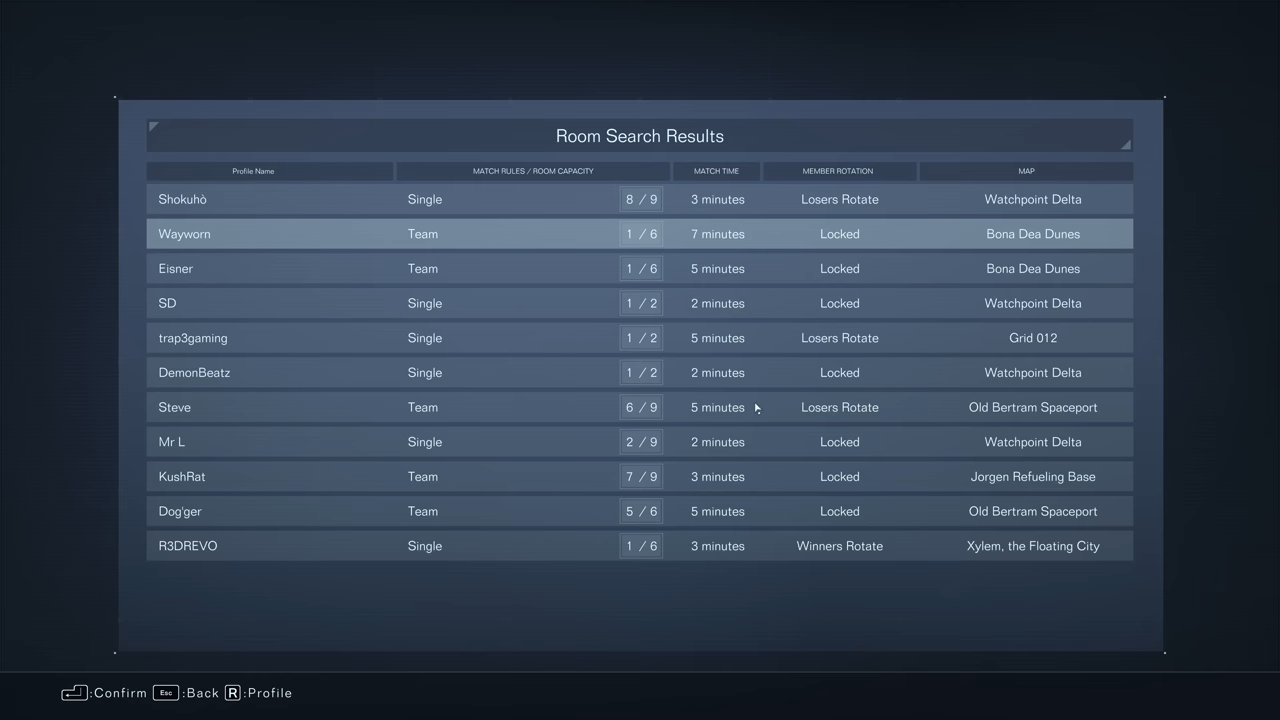 Room Search Results
Profile Name MATCH RULES / ROOM CAPACITY MATCH TIME MEMBER ROTATION MAP
Shokuhò Single 8 / 9 3 minutes Losers Rotate Watchpoint Delta
Wayworn Team 1 / 6 7 minutes Locked Bona Dea Dunes
Eisner Team 1 / 6 5 minutes Locked Bona Dea Dunes
SD Single 1 / 2 2 minutes Locked Watchpoint Delta
trap3gaming Single 1 / 2 5 minutes Losers Rotate Grid 012
DemonBeatz Single 1 / 2 2 minutes Locked Watchpoint Delta
Steve Team 6 / 9 5 minutes Losers Rotate Old Bertram Spaceport
Mr L Single 2 / 9 2 minutes Locked Watchpoint Delta
KushRat Team 7 / 9 3 minutes Locked Jorgen Refueling Base
Dog'ger Team 5 / 6 5 minutes Locked Old Bertram Spaceport
R3DREVO Single 1 / 6 3 minutes Winners Rotate Xylem, the Floating City
:Confirm Esc :Back R :Profile